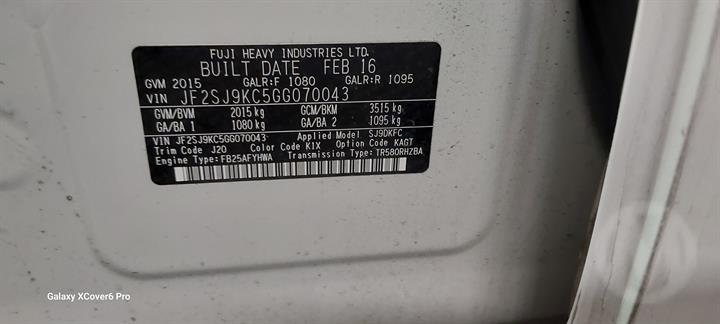 FUJI HEAVY INDUSTRIES LTD.
BUILT DATE FEB 16
GVM 2015 GALR:F 1080 GALR:R 1095
VIN JF2SJ9KC5GG070043
GVM/BVM 2015 kg GCM/BKM 3515 kg
GA/BA 1 1080 kg GA/BA 2 1095 kg
VIN JF2SJ9KC5GG070043 Applied Model SJ9DKFC
Trim Code J20 Color Code K1X Option Code KAGT
Engine Type: FB25AFYHWA Transmission Type: TR580RHZBA
Galaxy XCover6 Pro